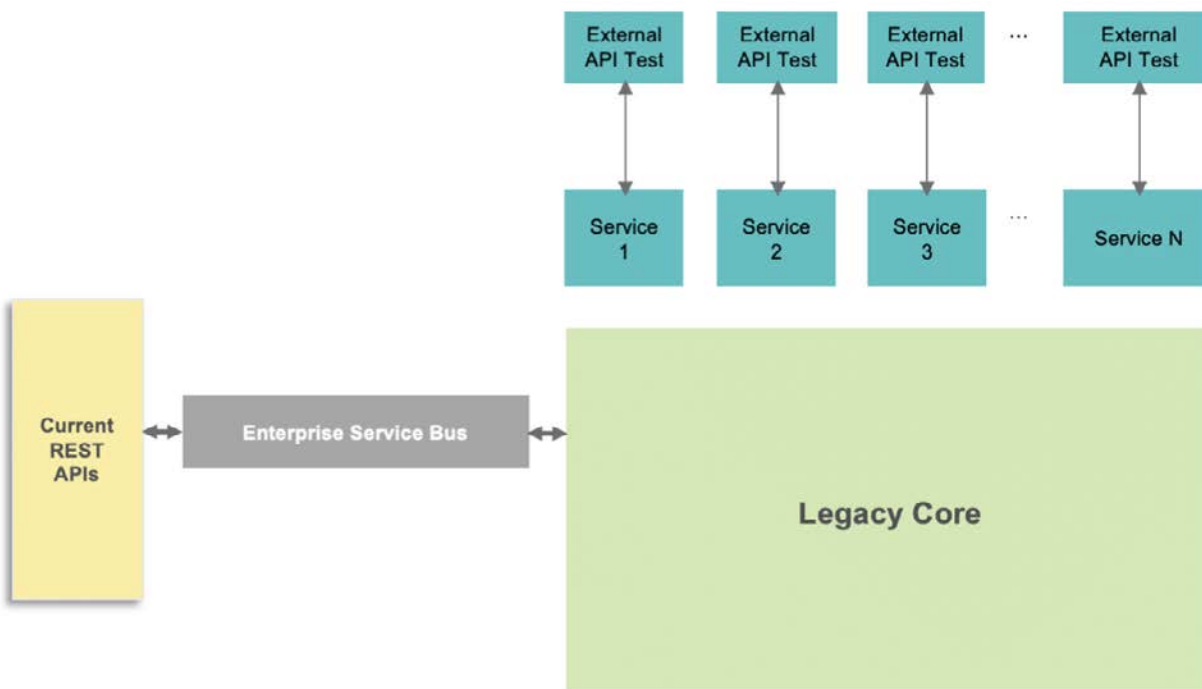 External
API Test
External
API Test
External
API Test
...
External
API Test
Service
1
Service
2
Service
3
...
Service N
Current
REST
APIs
Enterprise Service Bus
Legacy Core